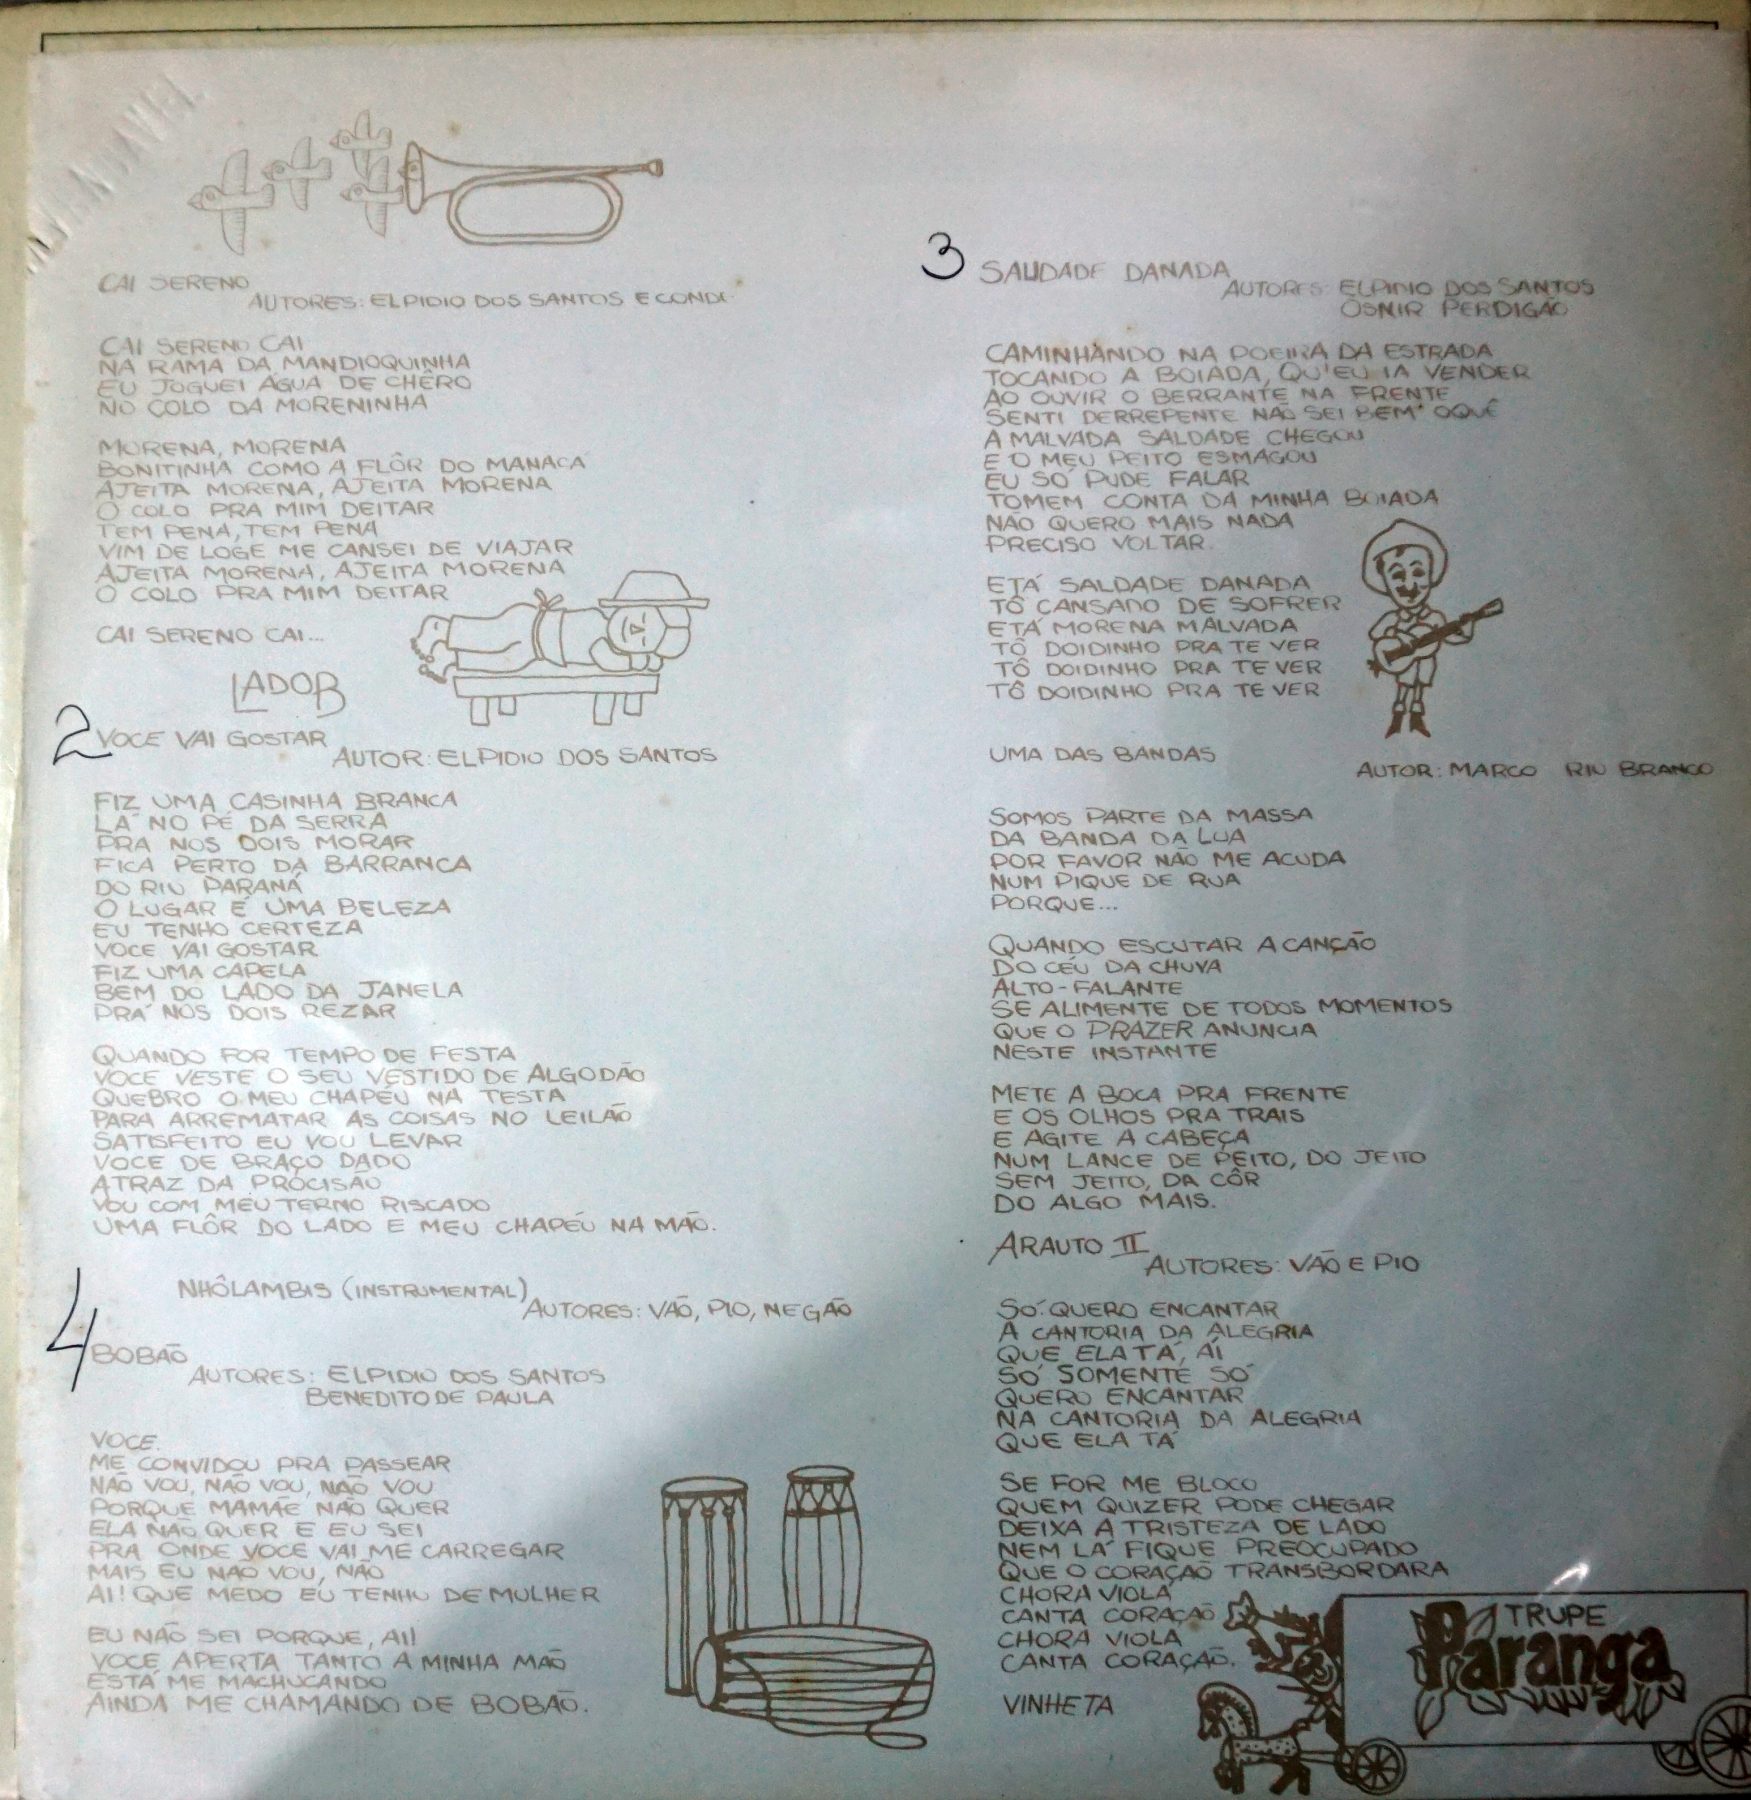 CAI SERENO
AUTORES: ELPIDIO DOS SANTOS E CONDE
CAI SERENO CAI
NA RAMA DA MANDIOQUINHA
EU JOGUEI ÁGUA DE CHÊRO
NO COLO DA MORENINHA
MORENA, MORENA
BONITINHA COMO A FLÔR DO MANACÁ
AJEITA MORENA, AJEITA MORENA
O COLO PRA MIM DEITAR
TEM PENA, TEM PENA
VIM DE LOGE ME CANSEI DE VIAJAR
AJEITA MORENA, AJEITA MORENA
O COLO PRA MIM DEITAR
CAI SERENO CAI...
LADO B
2 VOCE VAI GOSTAR
AUTOR: ELPIDIO DOS SANTOS
FIZ UMA CASINHA BRANCA
LÁ NO PÉ DA SERRA
PRA NOS DOIS MORAR
FICA PERTO DA BARRANCA
DO RIU PARANÁ
O LUGAR É UMA BELEZA
EU TENHO CERTEZA
VOCE VAI GOSTAR
FIZ UMA CAPELA
BEM DO LADO DA JANELA
PRÁ NÓS DOIS REZAR
QUANDO FOR TEMPO DE FESTA
VOCE VESTE O SEU VESTIDO DE ALGODÃO
QUEBRO O MEU CHAPÉU NA TESTA
PARA ARREMATAR AS COISAS NO LEILÃO
SATISFEITO EU VOU LEVAR
VOCE DE BRAÇO DADO
ATRAZ DA PROCISÃO
VOU COM MEU TERNO RISCADO
UMA FLÔR DO LADO E MEU CHAPÉU NA MÃO.
NHÔLAMBIS (INSTRUMENTAL)
AUTORES: VÃO, PIO, NEGÃO
4 BOBÃO
AUTORES: ELPIDIO DOS SANTOS
BENEDITO DE PAULA
VOCE
ME CONVIDOU PRA PASSEAR
NÃO VOU, NÃO VOU, NÃO VOU
PORQUE MAMÃE NÃO QUER
ELA NÃO QUER E EU SEI
PRA ONDE VOCE VAI ME CARREGAR
MAIS EU NÃO VOU, NÃO
AI! QUE MEDO EU TENHO DE MULHER
EU NÃO SEI PORQUE, AI!
VOCE APERTA TANTO A MINHA MÃO
ESTÁ ME MACHUCANDO
AINDA ME CHAMANDO DE BOBÃO.
3 SAUDADE DANADA
AUTORES: ELPIDIO DOS SANTOS
OSNIR PERDIGÃO
CAMINHANDO NA POEIRA DA ESTRADA
TOCANDO A BOIADA, QU'EU IA VENDER
AO OUVIR O BERRANTE NA FRENTE
SENTI DERREPENTE NÃO SEI BEM OQUÊ
A MALVADA SALDADE CHEGOU
E O MEU PEITO ESMAGOU
EU SÓ PUDE FALAR
TOMEM CONTA DA MINHA BOIADA
NÃO QUERO MAIS NADA
PRECISO VOLTAR.
ETÁ SALDADE DANADA
TÔ CANSADO DE SOFRER
ETÁ MORENA MALVADA
TÔ DOIDINHO PRA TE VER
TÔ DOIDINHO PRA TE VER
TÔ DOIDINHO PRA TE VER
UMA DAS BANDAS
AUTOR: MARCO RIU BRANCO
SOMOS PARTE DA MASSA
DA BANDA DA LUA
POR FAVOR NÃO ME ACUDA
NUM PIQUE DE RUA
PORQUE...
QUANDO ESCUTAR A CANÇÃO
DO CÉU DA CHUVA
ALTO-FALANTE
SE ALIMENTE DE TODOS MOMENTOS
QUE O PRAZER ANUNCIA
NESTE INSTANTE
METE A BOCA PRA FRENTE
E OS OLHOS PRA TRAIS
E AGITE A CABEÇA
NUM LANCE DE PEITO, DO JEITO
SEM JEITO, DA CÔR
DO ALGO MAIS.
ARAUTO II
AUTORES: VÃO E PIO
SÓ QUERO ENCANTAR
A CANTORIA DA ALEGRIA
QUE ELA TÁ, AÍ
SÓ SOMENTE SÓ
QUERO ENCANTAR
NA CANTORIA DA ALEGRIA
QUE ELA TÁ
SE FOR ME BLOCO
QUEM QUIZER PODE CHEGAR
DEIXA A TRISTEZA DE LADO
NEM LÁ FIQUE PREOCUPADO
QUE O CORAÇÃO TRANSBORDARA
CHORA VIOLA
CANTA CORAÇÃO
CHORA VIOLA
CANTA CORAÇÃO.
VINHETA
TRUPE
Paranga